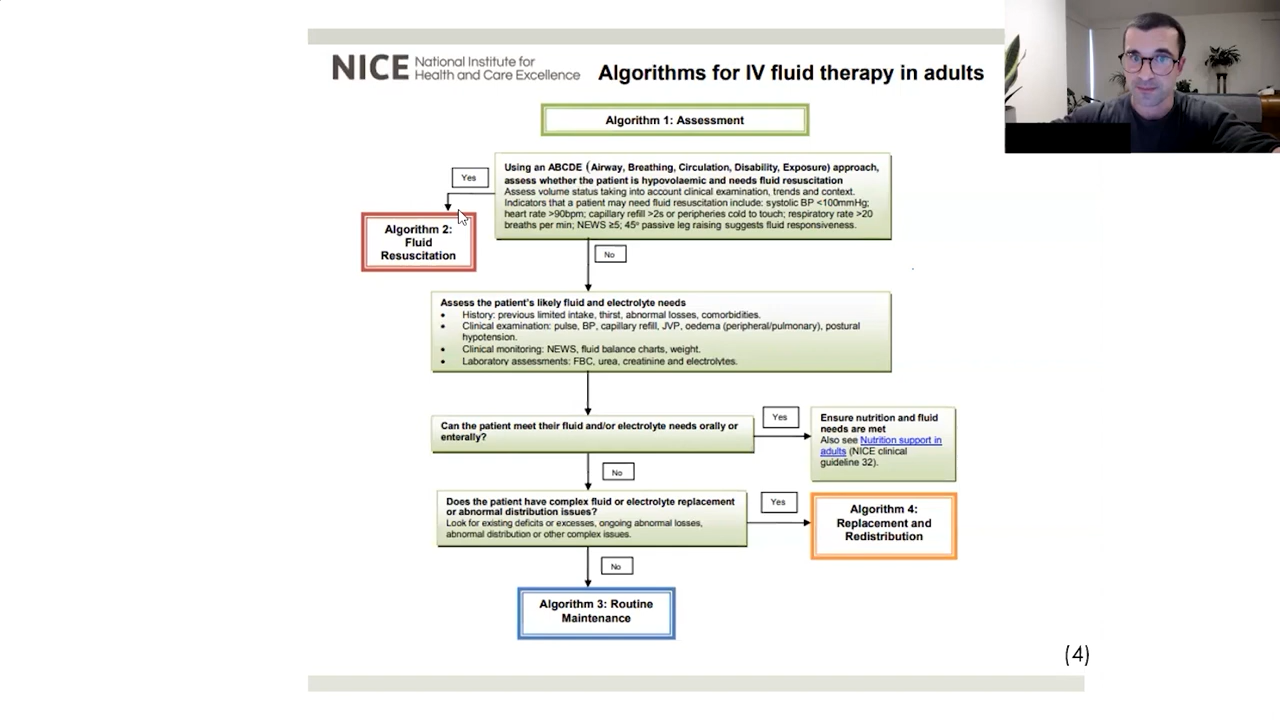 NICE National Institute for
Health and Care Excellence
Algorithms for IV fluid therapy in adults
Algorithm 1: Assessment
Using an ABCDE (Airway, Breathing, Circulation, Disability, Exposure) approach,
assess whether the patient is hypovolaemic and needs fluid resuscitation
Assess volume status taking into account clinical examination, trends and context.
Indicators that a patient may need fluid resuscitation include: systolic BP <100mmHg;
heart rate >90bpm; capillary refill >2s or peripheries cold to touch; respiratory rate >20
breaths per min; NEWS ≥5; 45º passive leg raising suggests fluid responsiveness.
Yes
Algorithm 2:
Fluid
Resuscitation
No
Assess the patient's likely fluid and electrolyte needs
• History: previous limited intake, thirst, abnormal losses, comorbidities.
• Clinical examination: pulse, BP, capillary refill, JVP, oedema (peripheral/pulmonary), postural
hypotension.
• Clinical monitoring: NEWS, fluid balance charts, weight.
• Laboratory assessments: FBC, urea, creatinine and electrolytes.
Can the patient meet their fluid and/or electrolyte needs orally or
enterally?
Yes
Ensure nutrition and fluid
needs are met
Also see Nutrition support in
adults (NICE clinical
guideline 32).
No
Does the patient have complex fluid or electrolyte replacement
or abnormal distribution issues?
Look for existing deficits or excesses, ongoing abnormal losses,
abnormal distribution or other complex issues.
Yes
Algorithm 4:
Replacement and
Redistribution
No
Algorithm 3: Routine
Maintenance
(4)